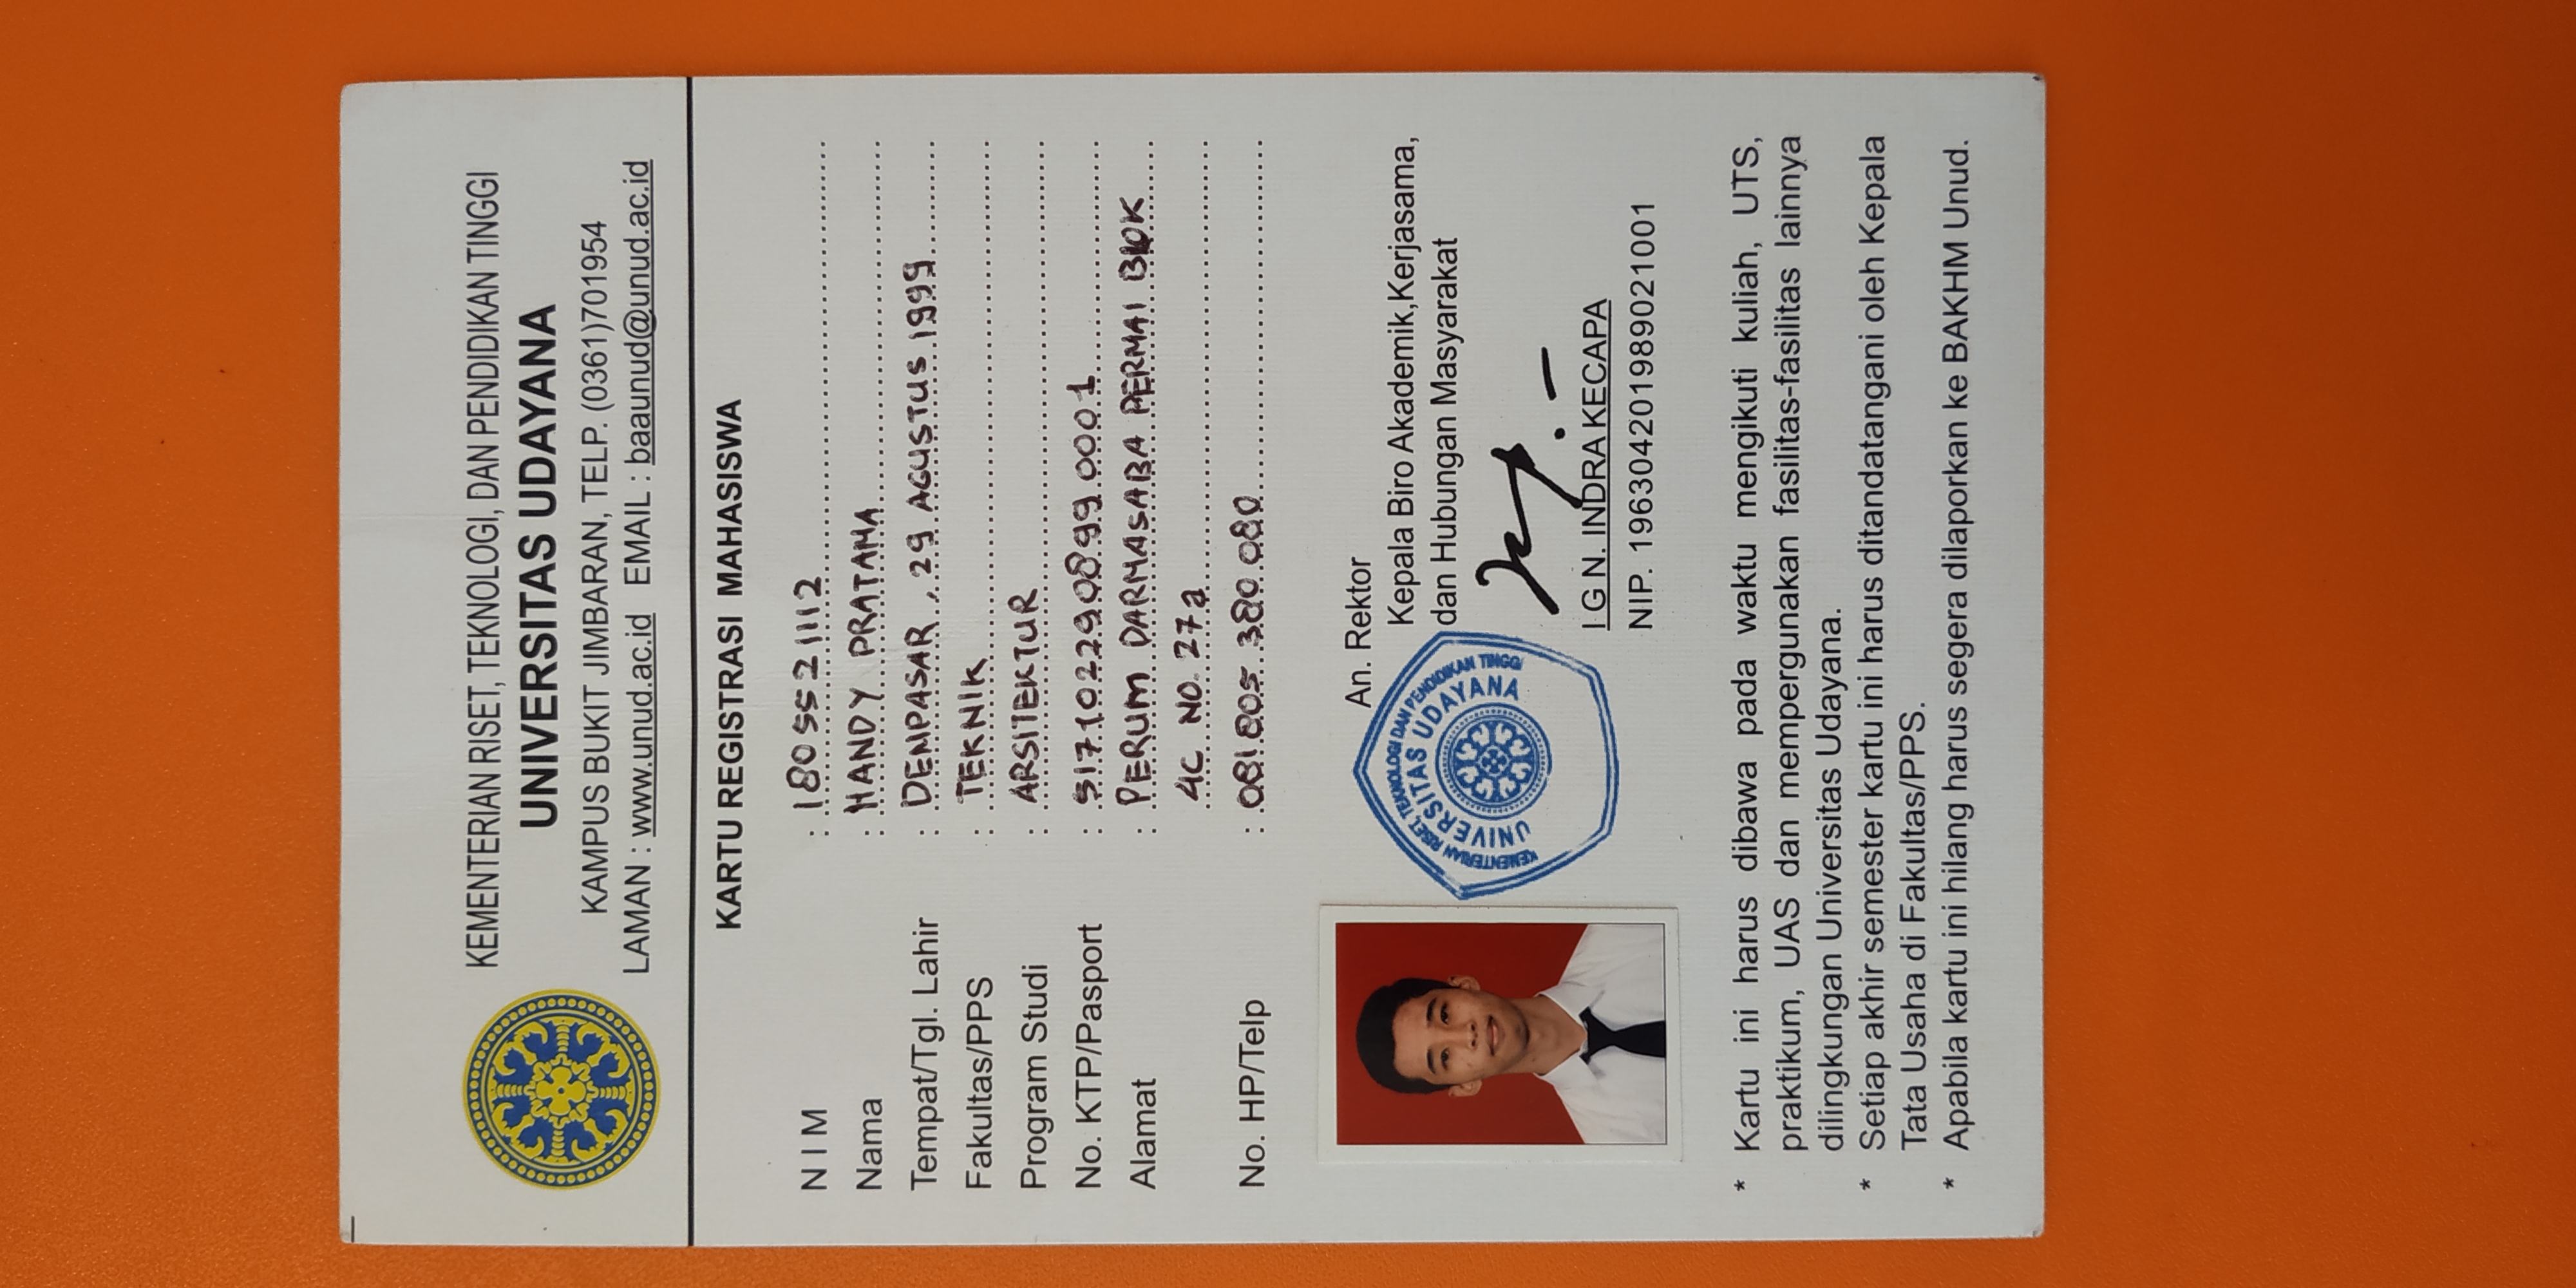 KEMENTERIAN RISET, TEKNOLOGI, DAN PENDIDIKAN TINGGI
UNIVERSITAS UDAYANA
KAMPUS BUKIT JIMBARAN, TELP. (0361)701954
LAMAN : www.unud.ac.id EMAIL : baaunud@unud.ac.id
KARTU REGISTRASI MAHASISWA
N I M : 1805521112
Nama : HANDY PRATAMA
Tempat/Tgl. Lahir : DENPASAR, 29 AGUSTUS 1999
Fakultas/PPS : TEKNIK
Program Studi : ARSITEKTUR
No. KTP/Pasport : 5171022908990001
Alamat : PERUM DARMASABA PERMAI BLOK
4C NO. 27a
No. HP/Telp : 081805 380 080
An. Rektor
Kepala Biro Akademik,Kerjasama,
dan Hubungan Masyarakat
KEMENTERIAN RISET, TEKNOLOGI DAN PENDIDIKAN TINGGI
UNIVERSITAS UDAYANA
I G N. INDRA KECAPA
NIP. 196304201989021001
* Kartu ini harus dibawa pada waktu mengikuti kuliah, UTS,
praktikum, UAS dan mempergunakan fasilitas-fasilitas lainnya
dilingkungan Universitas Udayana.
* Setiap akhir semester kartu ini harus ditandatangani oleh Kepala
Tata Usaha di Fakultas/PPS.
* Apabila kartu ini hilang harus segera dilaporkan ke BAKHM Unud.